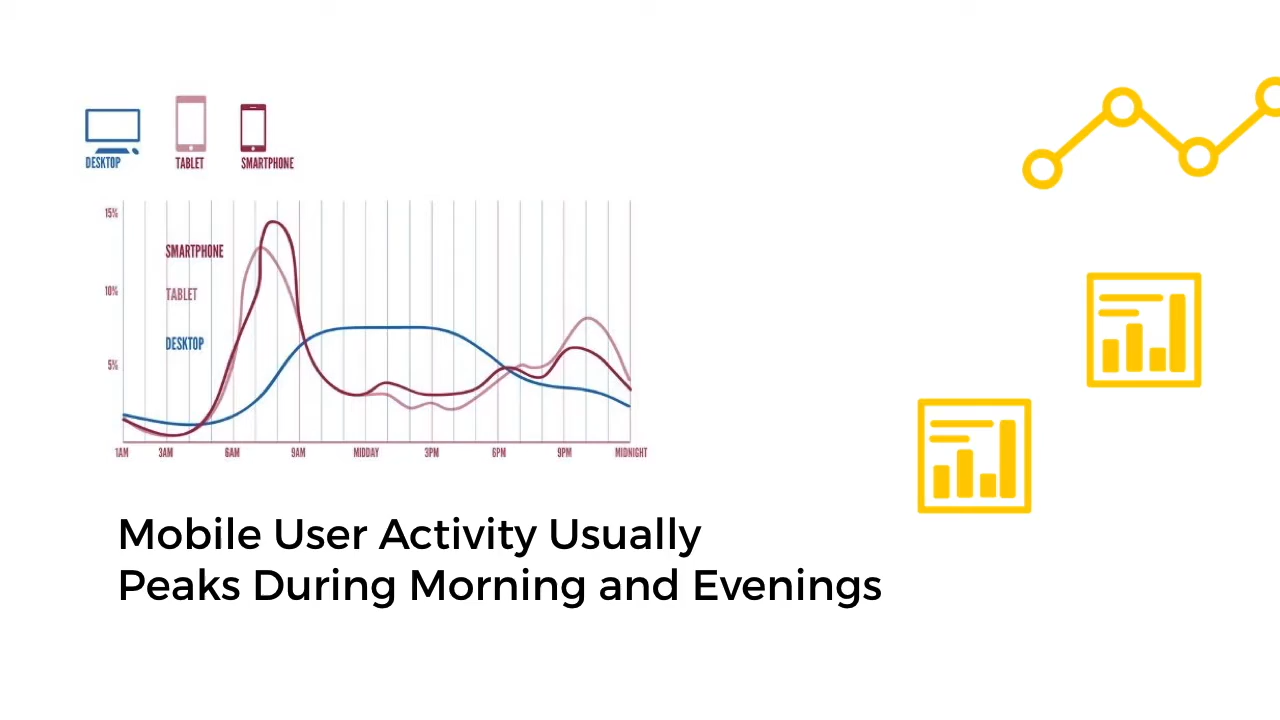 DESKTOP TABLET SMARTPHONE
15%
SMARTPHONE
10% TABLET
DESKTOP
5%
1AM 3AM 6AM 9AM MIDDAY 3PM 6PM 9PM MIDNIGHT
Mobile User Activity Usually
Peaks During Morning and Evenings